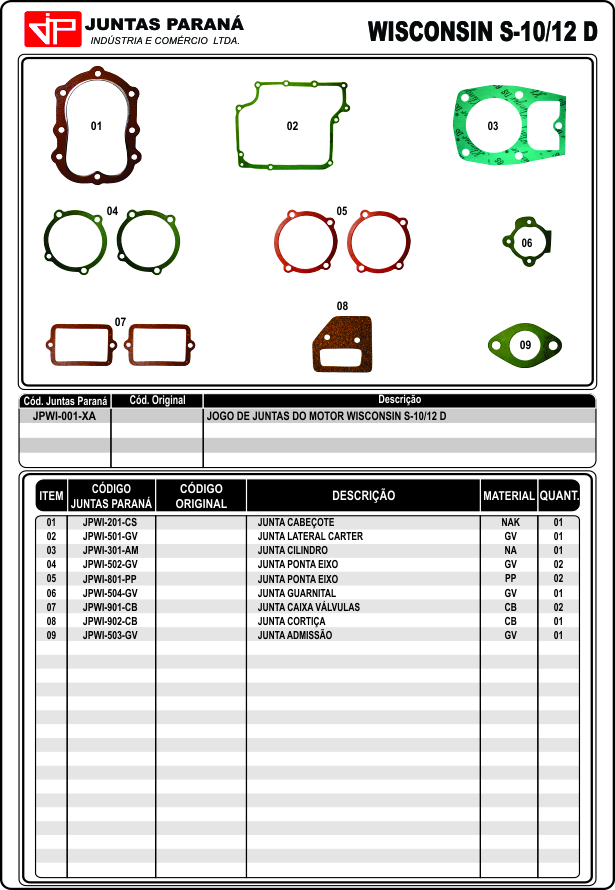 JP JUNTAS PARANÁ
INDÚSTRIA E COMÉRCIO LTDA.
WISCONSIN S-10/12 D
01
02
03
04
05
06
07
08
09
Cód. Juntas Paraná Cód. Original Descrição
JPWI-001-XA JOGO DE JUNTAS DO MOTOR WISCONSIN S-10/12 D
ITEM CÓDIGO JUNTAS PARANÁ CÓDIGO ORIGINAL DESCRIÇÃO MATERIAL QUANT.
01 JPWI-201-CS JUNTA CABEÇOTE NAK 01
02 JPWI-501-GV JUNTA LATERAL CARTER GV 01
03 JPWI-301-AM JUNTA CILINDRO NA 01
04 JPWI-502-GV JUNTA PONTA EIXO GV 02
05 JPWI-801-PP JUNTA PONTA EIXO PP 02
06 JPWI-504-GV JUNTA GUARNITAL GV 01
07 JPWI-901-CB JUNTA CAIXA VÁLVULAS CB 02
08 JPWI-902-CB JUNTA CORTIÇA CB 01
09 JPWI-503-GV JUNTA ADMISSÃO GV 01